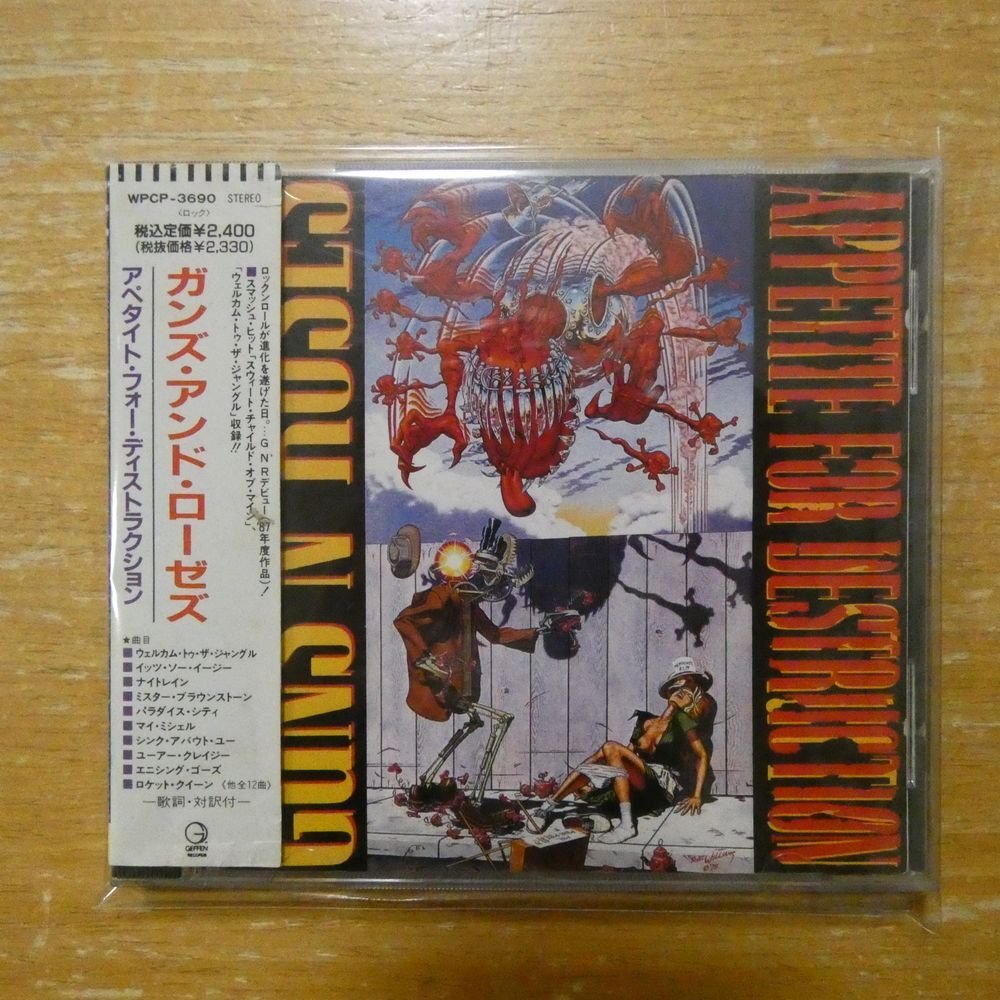 WPCP-3690 STEREO
〈ロック〉
税込定価¥2,400
(税抜価格¥2,330)
ロックンロールが進化を遂げた日。…G N' Rデビュー('87年度作品)!
■スマッシュ・ヒット「スウィート・チャイルド・オブ・マイン」、
「ウェルカム・トゥ・ザ・ジャングル」収録!!
ガンズ・アンド・ローゼズ
アペタイト・フォー・ディストラクション
★曲目
■ウェルカム・トゥ・ザ・ジャングル
■イッツ・ソー・イージー
■ナイトレイン
■ミスター・ブラウンストーン
■パラダイス・シティ
■マイ・ミシェル
■シンク・アバウト・ユー
■ユーアー・クレイジー
■エニシング・ゴーズ
■ロケット・クイーン 〈他全12曲〉
―歌詞・対訳付―
G
GEFFEN
RECORDS
APPETITE FOR DESTRUCTION